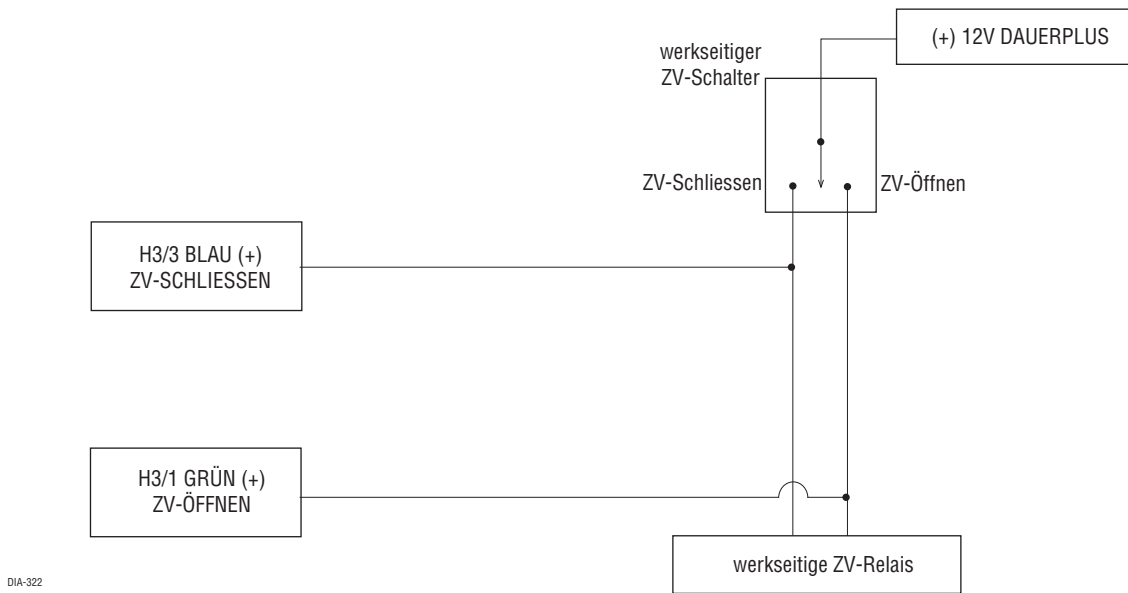 (+) 12V DAUERPLUS
werkseitiger
ZV-Schalter
ZV-Schliessen
ZV-Öffnen
H3/3 BLAU (+)
ZV-SCHLIESSEN
H3/1 GRÜN (+)
ZV-ÖFFNEN
werkseitige ZV-Relais
DIA-322